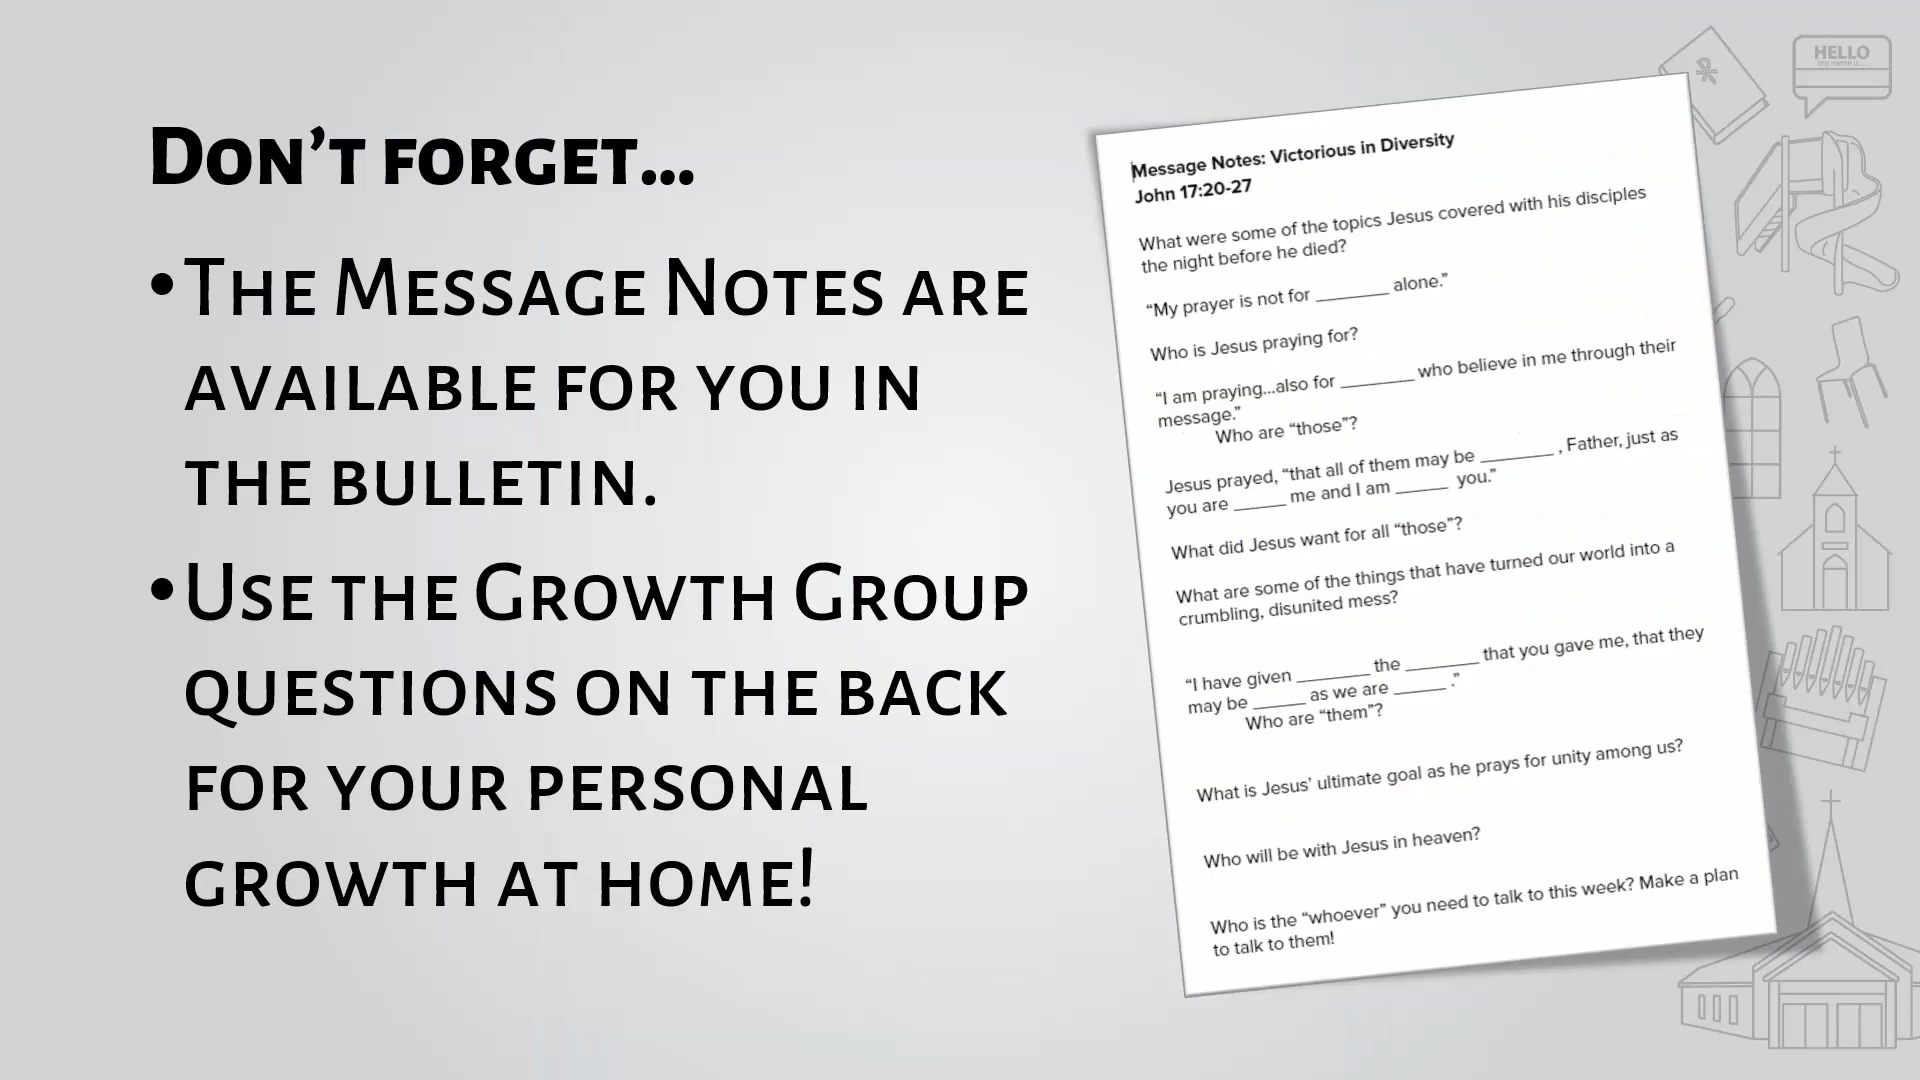 Don't forget...
•The Message Notes are
available for you in
the bulletin.
•Use the Growth Group
questions on the back
for your personal
growth at home!
Message Notes: Victorious in Diversity
John 17:20-27
What were some of the topics Jesus covered with his disciples
the night before he died?
“My prayer is not for ________ alone.”
Who is Jesus praying for?
“I am praying...also for ________ who believe in me through their
message.”
Who are “those”?
Jesus prayed, “that all of them may be ________ , Father, just as
you are ______ me and I am ______ you.”
What did Jesus want for all “those”?
What are some of the things that have turned our world into a
crumbling, disunited mess?
“I have given ________ the ________ that you gave me, that they
may be ______ as we are ______ .”
Who are “them”?
What is Jesus’ ultimate goal as he prays for unity among us?
Who will be with Jesus in heaven?
Who is the “whoever” you need to talk to this week? Make a plan
to talk to them!
HELLO
my name is...